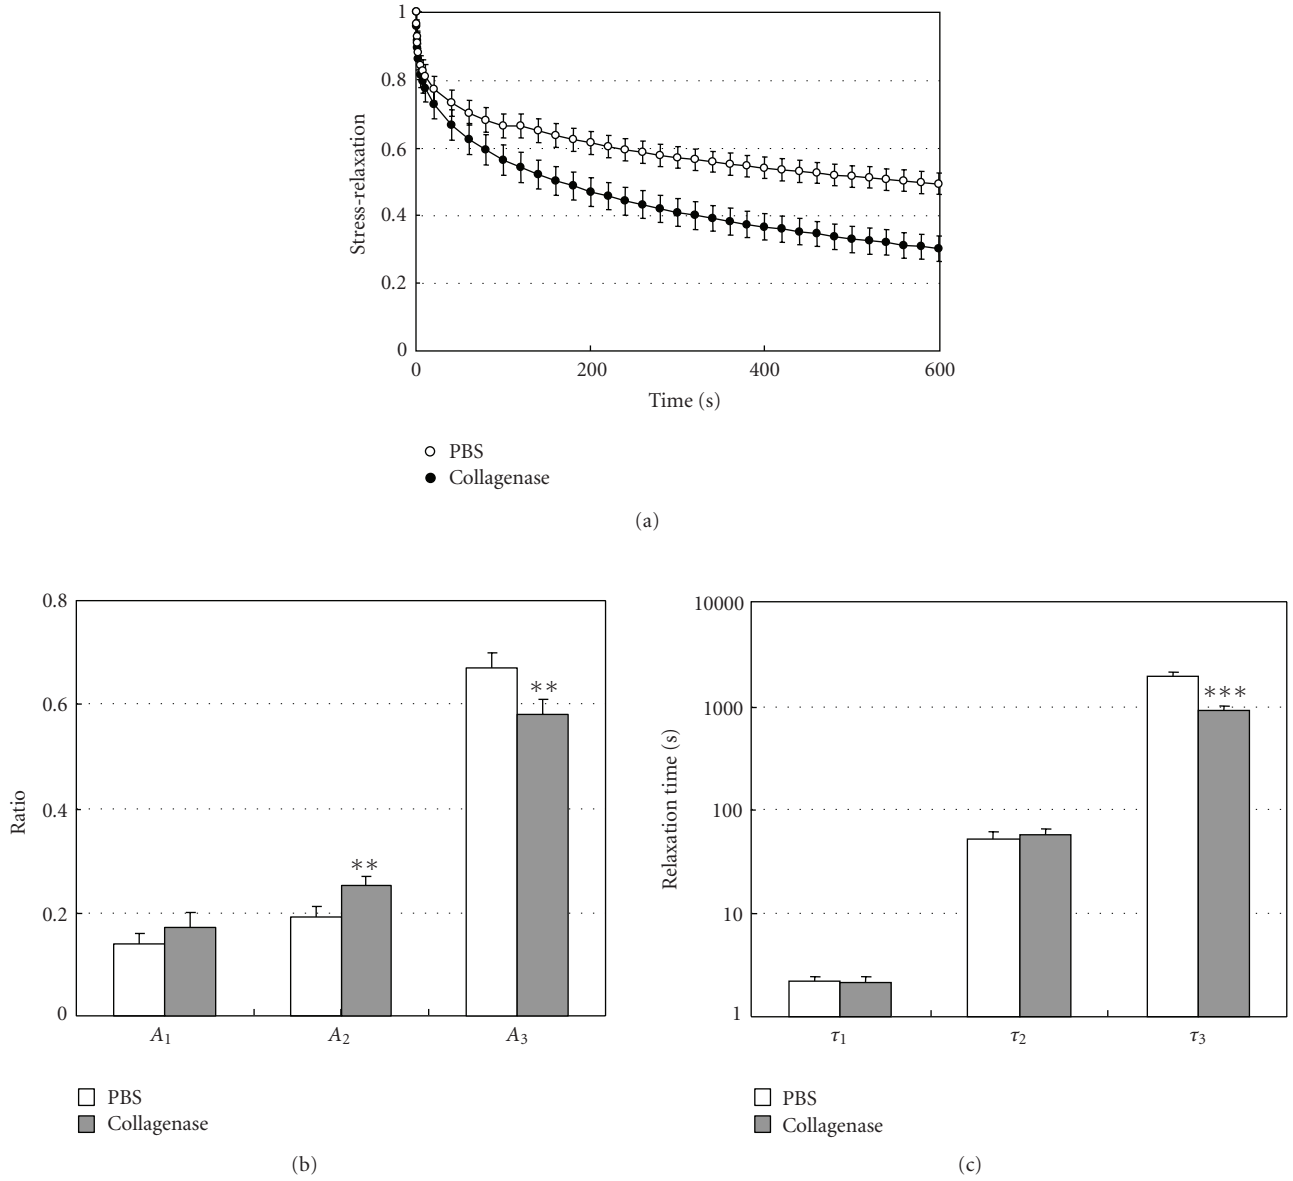 1
0.8
0.6
0.4
0.2
0
Stress-relaxation
0 200 400 600
Time (s)
PBS
Collagenase
(a)
0.8
0.6
0.4
0.2
0
Ratio
**
**
A1 A2 A3
PBS
Collagenase
(b)
10000
1000
100
10
1
Relaxation time (s)
***
τ1 τ2 τ3
PBS
Collagenase
(c)